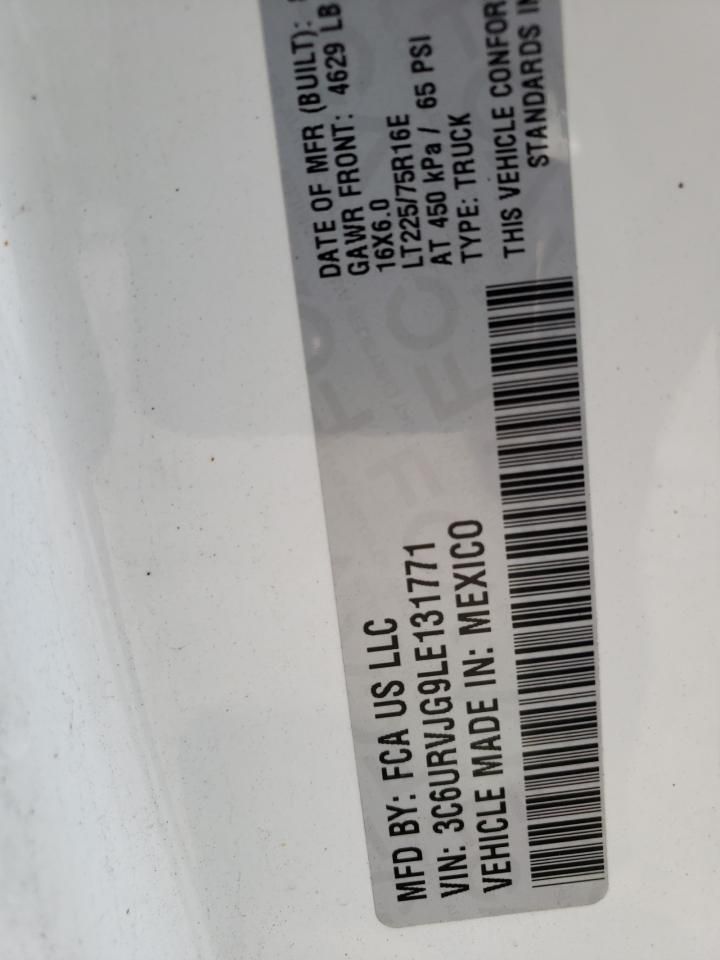 MFD BY: FCA US LLC
VIN: 3C6URVJG9LE131771
VEHICLE MADE IN: MEXICO
DATE OF MFR (BUILT):
GAWR FRONT: 4629 LB
16X6.0
LT225/75R16E
AT 450 kPa / 65 PSI
TYPE: TRUCK
THIS VEHICLE CONFOR
STANDARDS IN